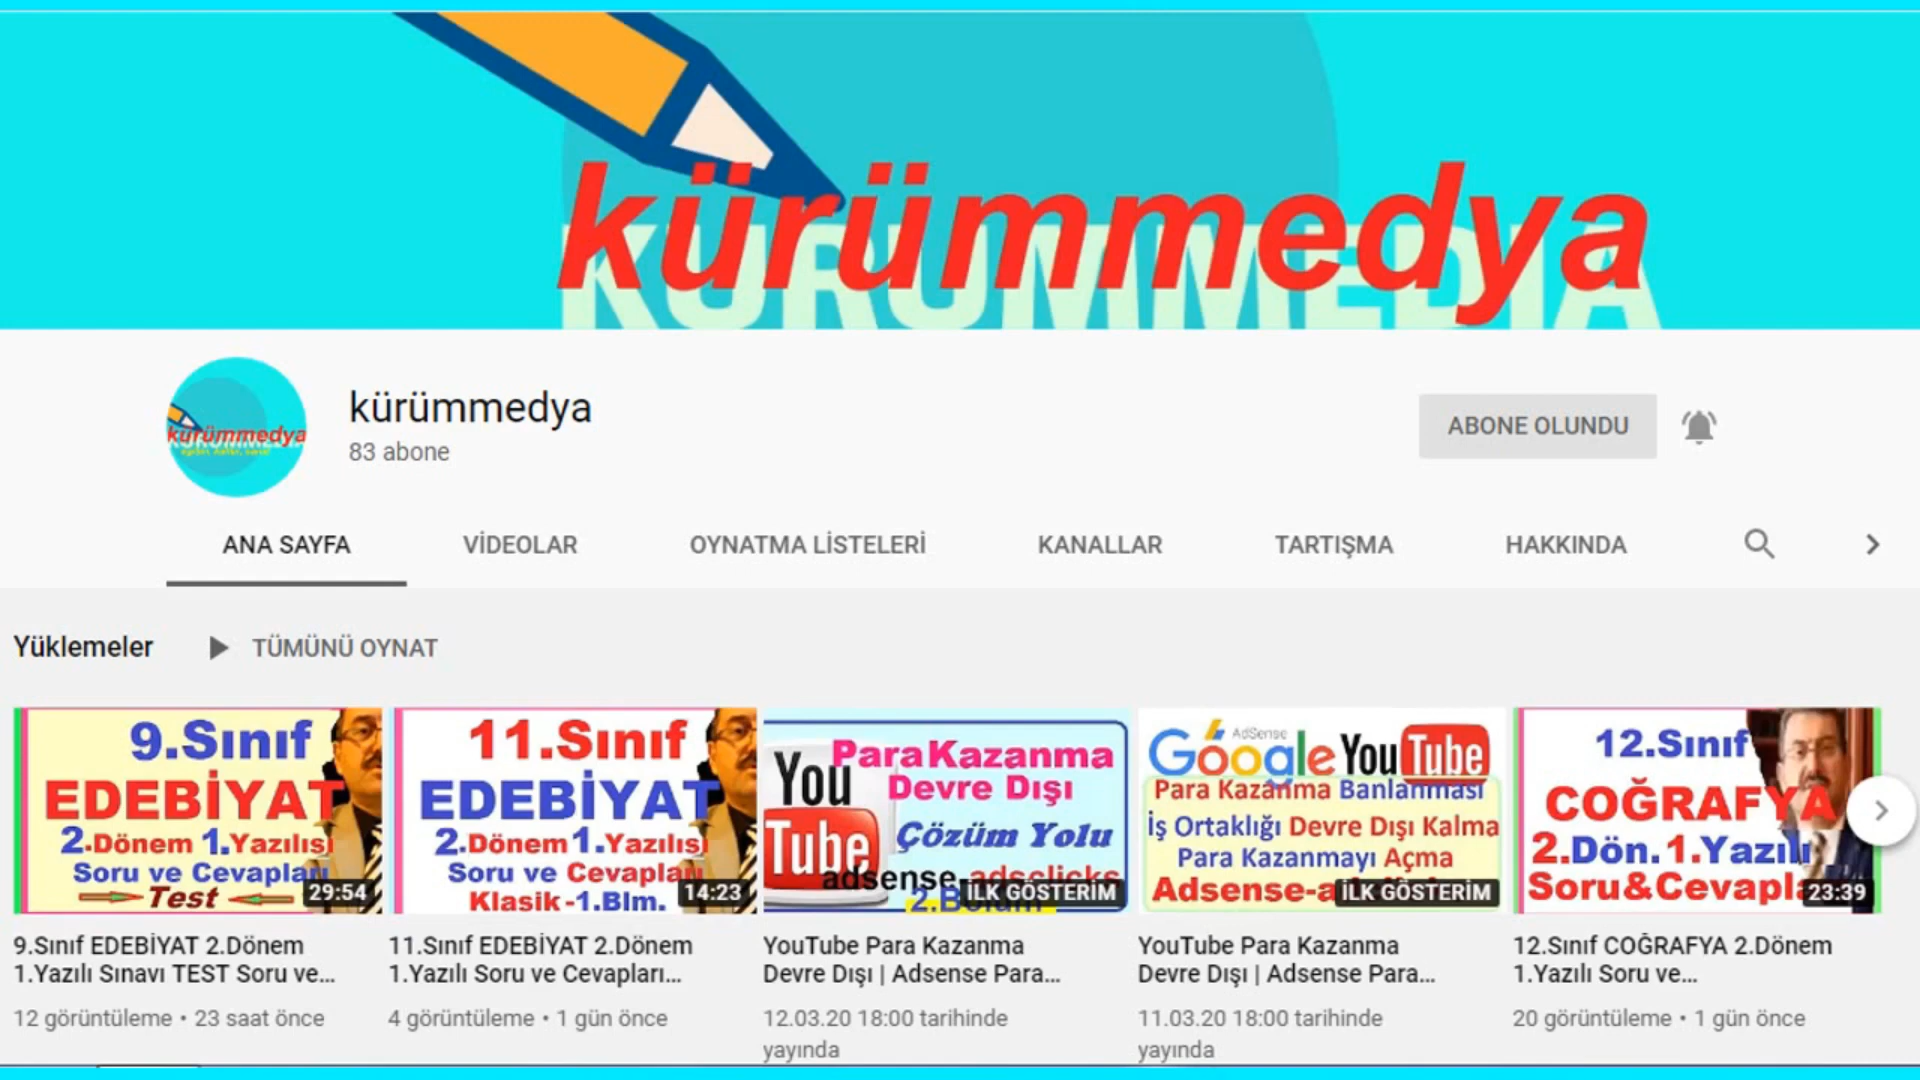 kürümmedya
KURUMMEDIA
kürümmedya
kürümmedya
83 abone
ABONE OLUNDU
ANA SAYFA
VİDEOLAR
OYNATMA LİSTELERİ
KANALLAR
TARTIŞMA
HAKKINDA
Yüklemeler
TÜMÜNÜ OYNAT
9.Sınıf
EDEBİYAT
2.Dönem 1.Yazılısı
Soru ve Cevapları
Test
29:54
9.Sınıf EDEBİYAT 2.Dönem
1.Yazılı Sınavı TEST Soru ve...
12 görüntüleme • 23 saat önce
11.Sınıf
EDEBİYAT
2.Dönem 1.Yazılısı
Soru ve Cevapları
Klasik -1.Blm.
14:23
11.Sınıf EDEBİYAT 2.Dönem
1.Yazılı Soru ve Cevapları...
4 görüntüleme • 1 gün önce
You
Tube
Para Kazanma
Devre Dışı
Çözüm Yolu
adsense, adsclicks
2.Bölüm
İLK GÖSTERİM
YouTube Para Kazanma
Devre Dışı | Adsense Para...
12.03.20 18:00 tarihinde
yayında
AdSense
Google YouTube
Para Kazanma Banlanması
İş Ortaklığı Devre Dışı Kalma
Para Kazanmayı Açma
İLK GÖSTERİM
YouTube Para Kazanma
Devre Dışı | Adsense Para...
11.03.20 18:00 tarihinde
yayında
12.Sınıf
COĞRAFYA
2.Dön. 1.Yazılı
23:39
12.Sınıf COĞRAFYA 2.Dönem
1.Yazılı Soru ve...
20 görüntüleme • 1 gün önce